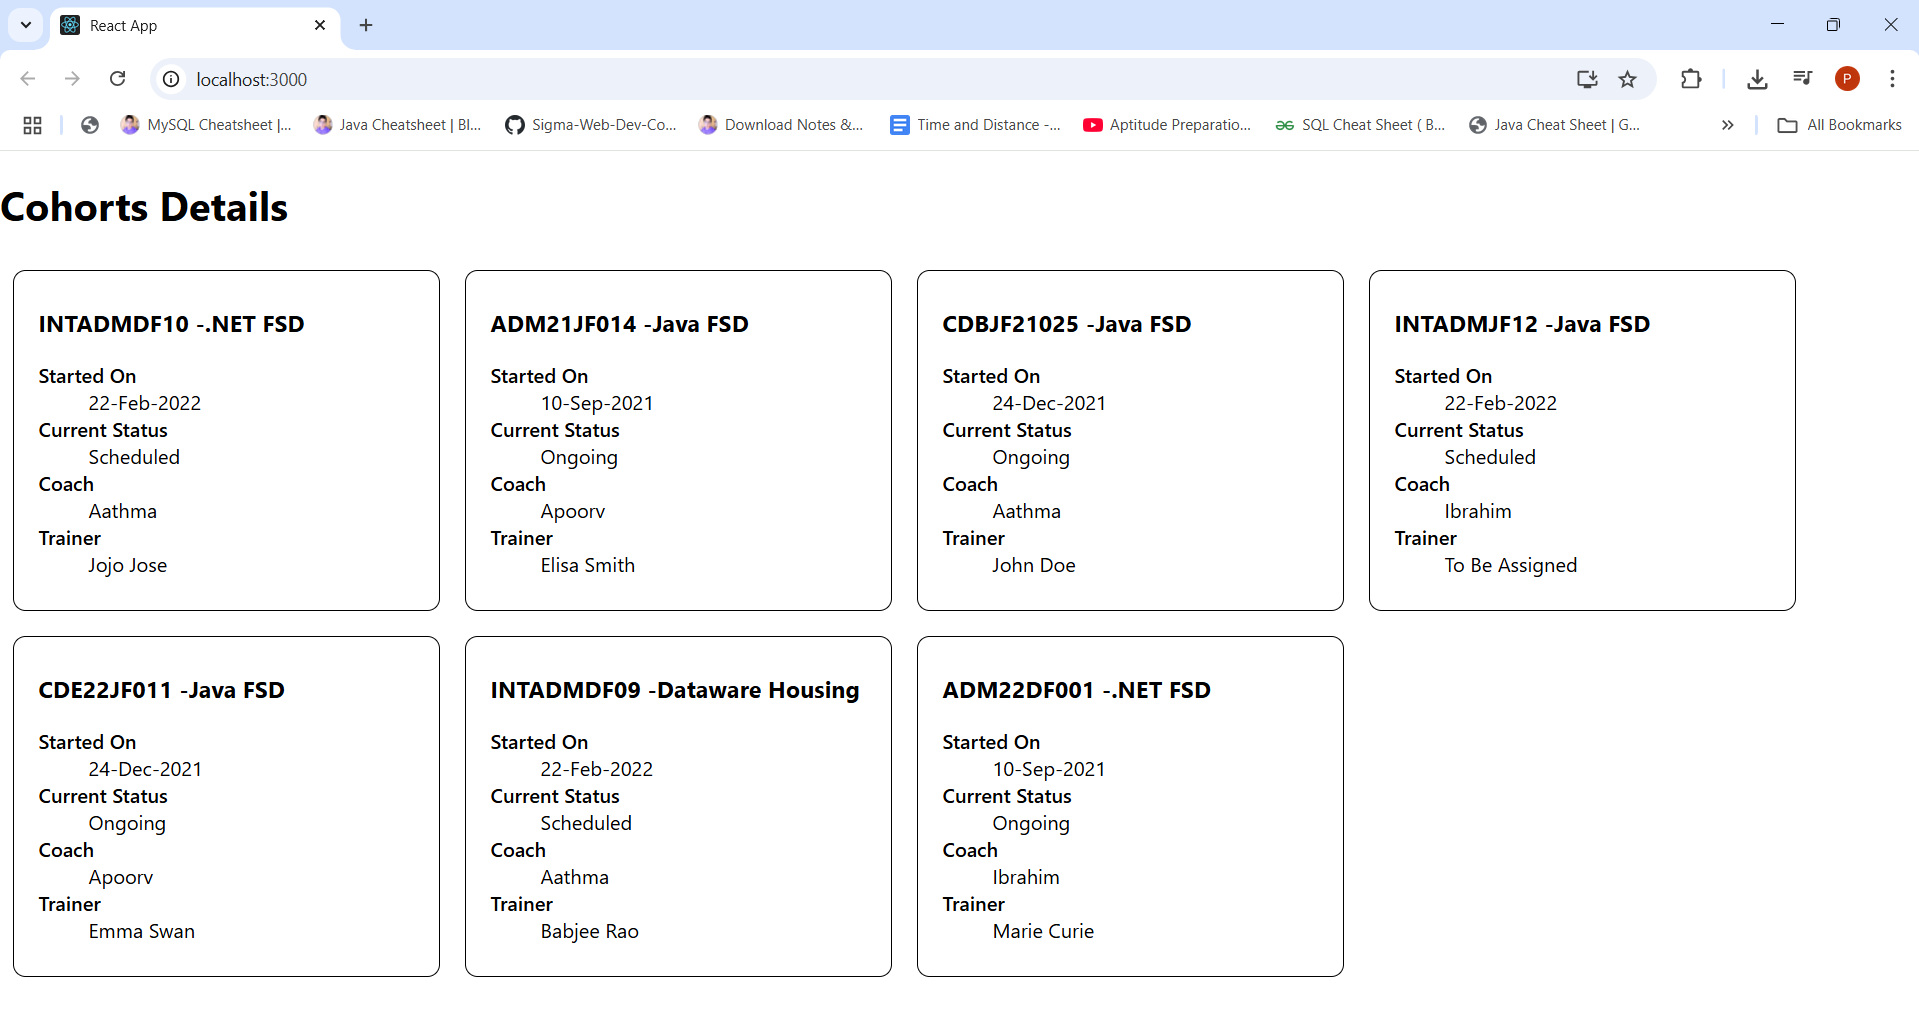 React App
localhost:3000
MySQL Cheatsheet |...
Java Cheatsheet | Bl...
Sigma-Web-Dev-Co...
Download Notes &...
Time and Distance -...
Aptitude Preparatio...
SQL Cheat Sheet ( B...
Java Cheat Sheet | G...
All Bookmarks
P
Cohorts Details
INTADMDF10 -.NET FSD
Started On
22-Feb-2022
Current Status
Scheduled
Coach
Aathma
Trainer
Jojo Jose
ADM21JF014 -Java FSD
Started On
10-Sep-2021
Current Status
Ongoing
Coach
Apoorv
Trainer
Elisa Smith
CDBJF21025 -Java FSD
Started On
24-Dec-2021
Current Status
Ongoing
Coach
Aathma
Trainer
John Doe
INTADMJF12 -Java FSD
Started On
22-Feb-2022
Current Status
Scheduled
Coach
Ibrahim
Trainer
To Be Assigned
CDE22JF011 -Java FSD
Started On
24-Dec-2021
Current Status
Ongoing
Coach
Apoorv
Trainer
Emma Swan
INTADMDF09 -Dataware Housing
Started On
22-Feb-2022
Current Status
Scheduled
Coach
Aathma
Trainer
Babjee Rao
ADM22DF001 -.NET FSD
Started On
10-Sep-2021
Current Status
Ongoing
Coach
Ibrahim
Trainer
Marie Curie